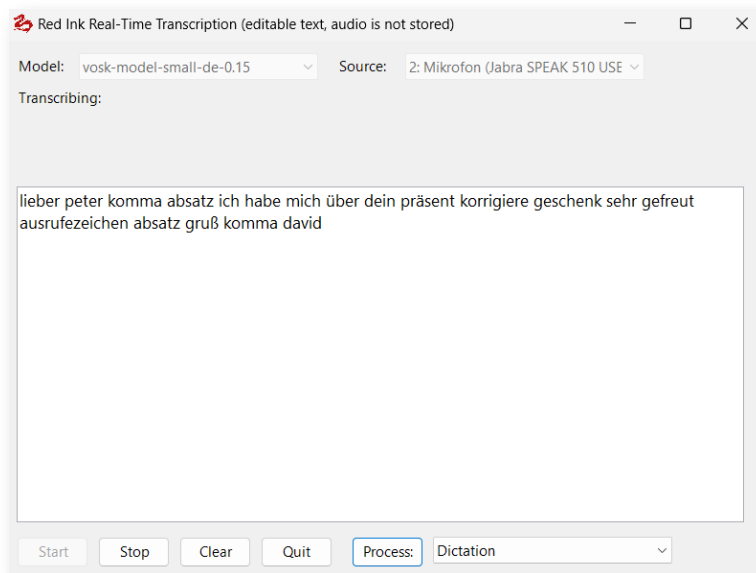 Red Ink Real-Time Transcription (editable text, audio is not stored)
Model: vosk-model-small-de-0.15 Source: 2: Mikrofon (Jabra SPEAK 510 USE
Transcribing:
lieber peter komma absatz ich habe mich über dein präsent korrigiere geschenk sehr gefreut
ausrufezeichen absatz gruß komma david
Start Stop Clear Quit Process: Dictation